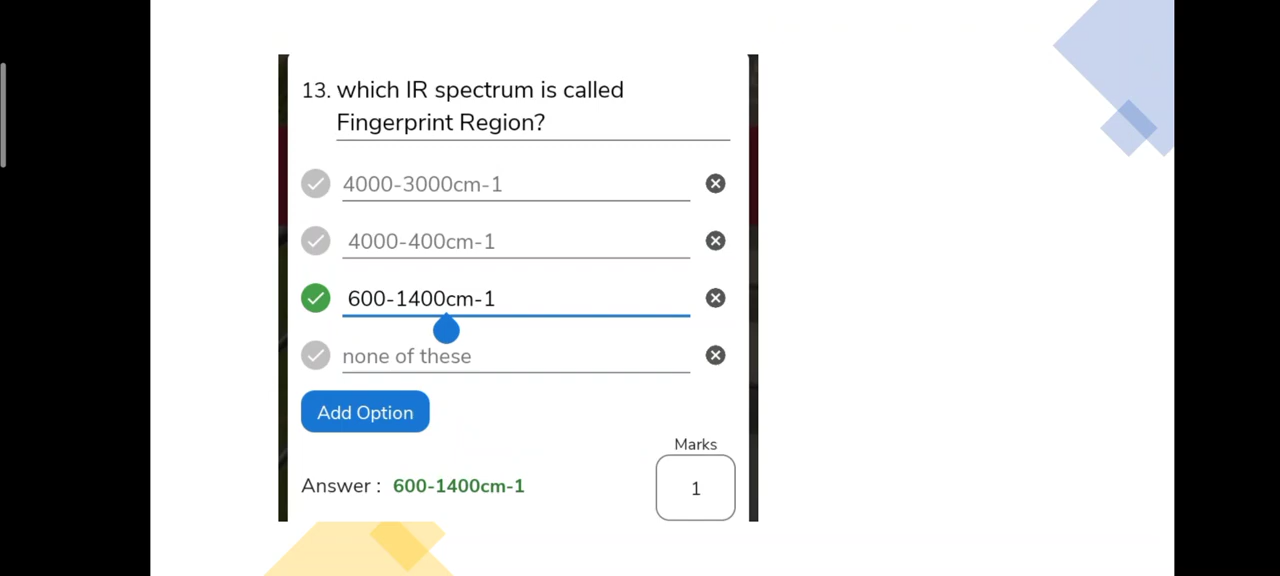 13. which IR spectrum is called
Fingerprint Region?
4000-3000cm-1
4000-400cm-1
600-1400cm-1
none of these
Add Option
Marks
Answer : 600-1400cm-1
1